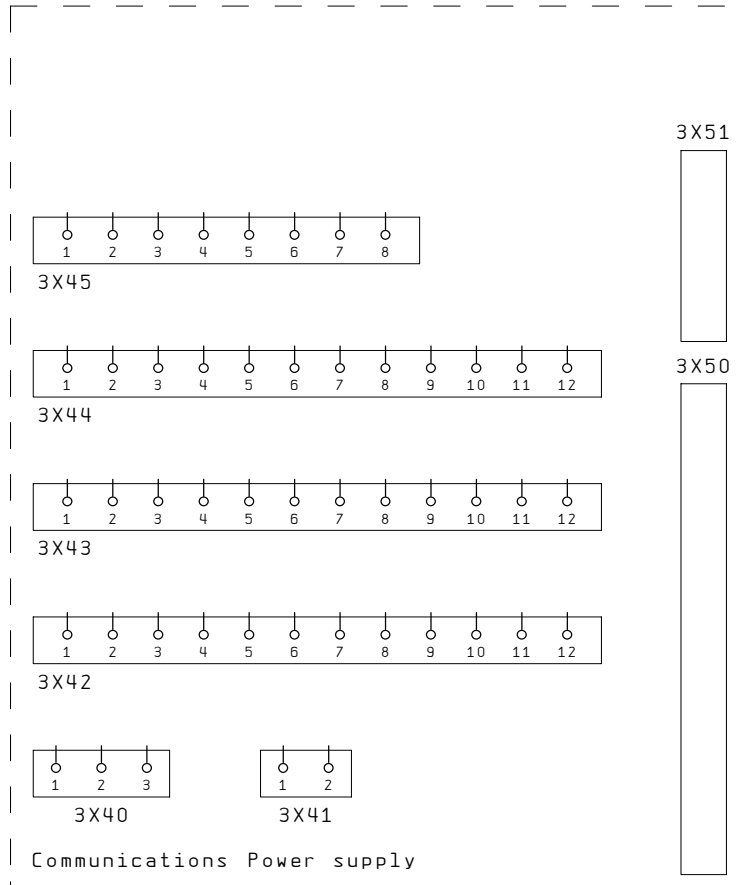 3X51
1 2 3 4 5 6 7 8
3X45
3X50
1 2 3 4 5 6 7 8 9 10 11 12
3X44
1 2 3 4 5 6 7 8 9 10 11 12
3X43
1 2 3 4 5 6 7 8 9 10 11 12
3X42
1 2 3 1 2
3X40 3X41
Communications Power supply